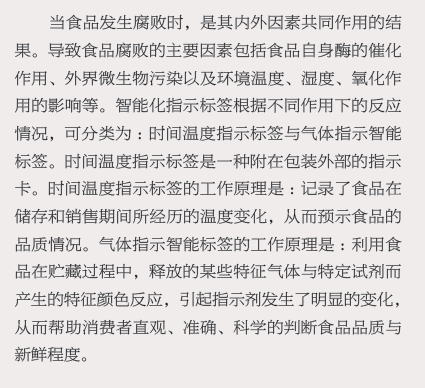 当食品发生腐败时，是其内外因素共同作用的结
果。导致食品腐败的主要因素包括食品自身酶的催化
作用、外界微生物污染以及环境温度、湿度、氧化作
用的影响等。智能化指示标签根据不同作用下的反应
情况，可分类为：时间温度指示标签与气体指示智能
标签。时间温度指示标签是一种附在包装外部的指示
卡。时间温度指示标签的工作原理是：记录了食品在
储存和销售期间所经历的温度变化，从而预示食品的
品质情况。气体指示智能标签的工作原理是：利用食
品在贮藏过程中，释放的某些特征气体与特定试剂而
产生的特征颜色反应，引起指示剂发生了明显的变化，
从而帮助消费者直观、准确、科学的判断食品品质与
新鲜程度。